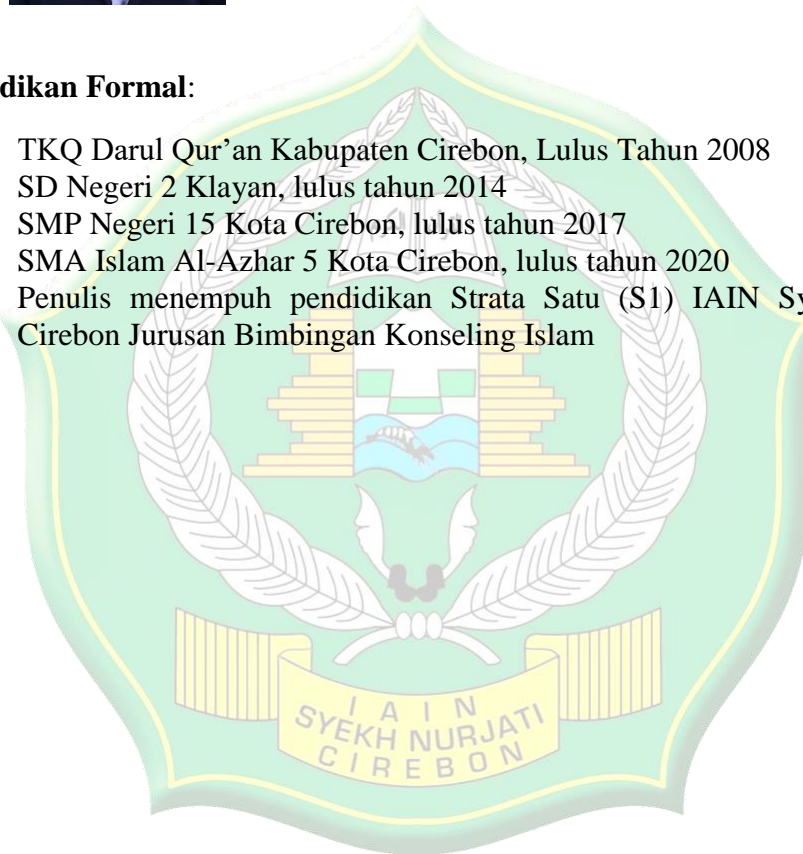 dikan Formal:
TKQ Darul Qur’an Kabupaten Cirebon, Lulus Tahun 2008
SD Negeri 2 Klayan, lulus tahun 2014
SMP Negeri 15 Kota Cirebon, lulus tahun 2017
SMA Islam Al-Azhar 5 Kota Cirebon, lulus tahun 2020
Penulis menempuh pendidikan Strata Satu (S1) IAIN Sy
Cirebon Jurusan Bimbingan Konseling Islam
IAIN
SYEKH NURJATI
CIREBON